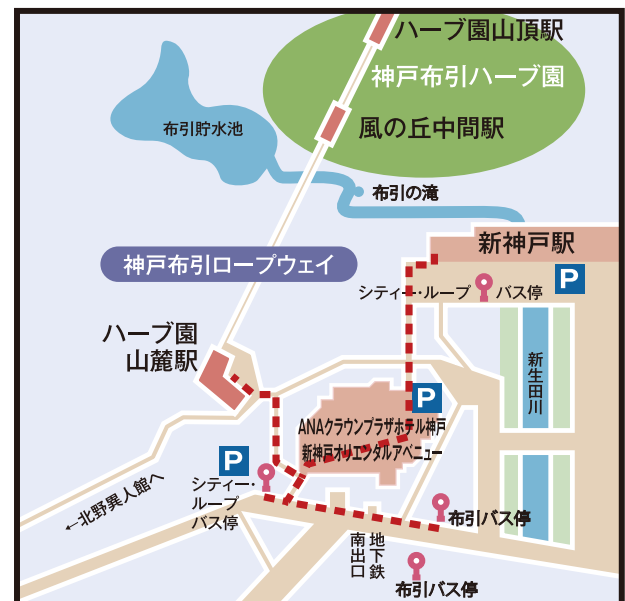 ハーブ園山頂駅
神戸布引ハーブ園
風の丘中間駅
布引貯水池
布引の滝
新神戸駅
神戸布引ロープウェイ
P
シティー・ループ バス停
ハーブ園
山麓駅
新生田川
P
ANAクラウンプラザホテル神戸
新神戸オリエンタルアベニュー
P
シティー・
ループ
バス停
←北野異人館へ
布引バス停
地下鉄
南出口
布引バス停